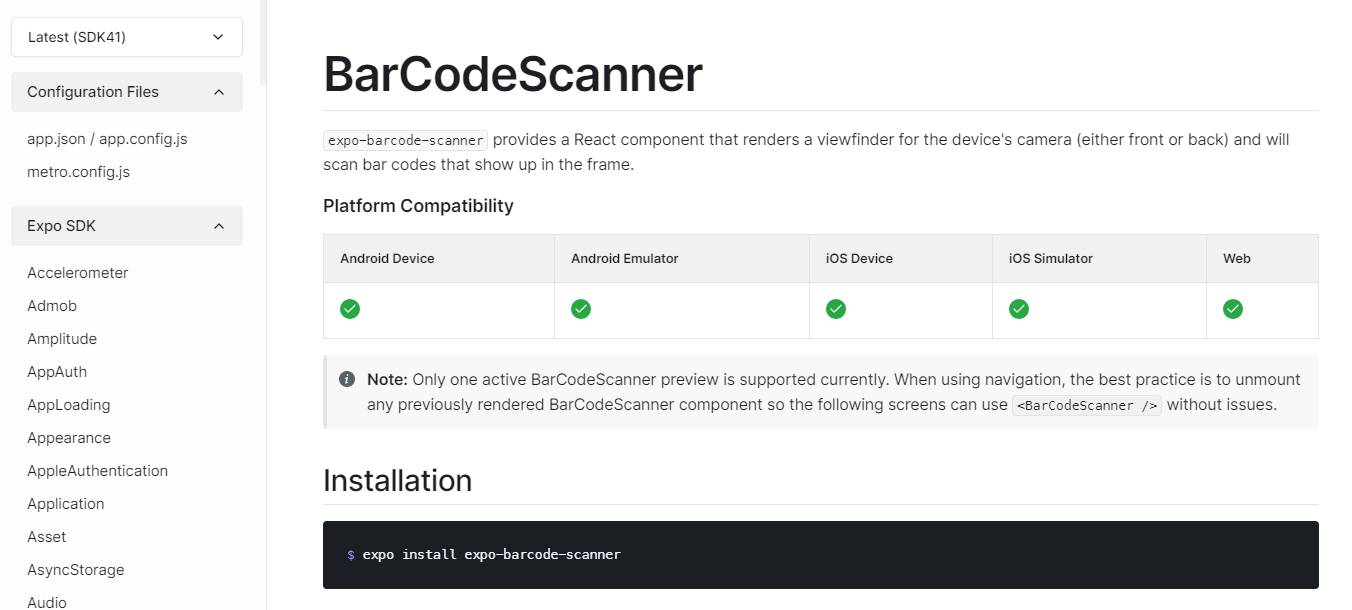 Latest (SDK41)
Configuration Files
app.json / app.config.js
metro.config.js
Expo SDK
Accelerometer
Admob
Amplitude
AppAuth
AppLoading
Appearance
AppleAuthentication
Application
Asset
AsyncStorage
Audio
BarCodeScanner
expo-barcode-scanner provides a React component that renders a viewfinder for the device's camera (either front or back) and will
scan bar codes that show up in the frame.
Platform Compatibility
Android Device Android Emulator iOS Device iOS Simulator Web
Note: Only one active BarCodeScanner preview is supported currently. When using navigation, the best practice is to unmount
any previously rendered BarCodeScanner component so the following screens can use <BarCodeScanner /> without issues.
Installation
$ expo install expo-barcode-scanner